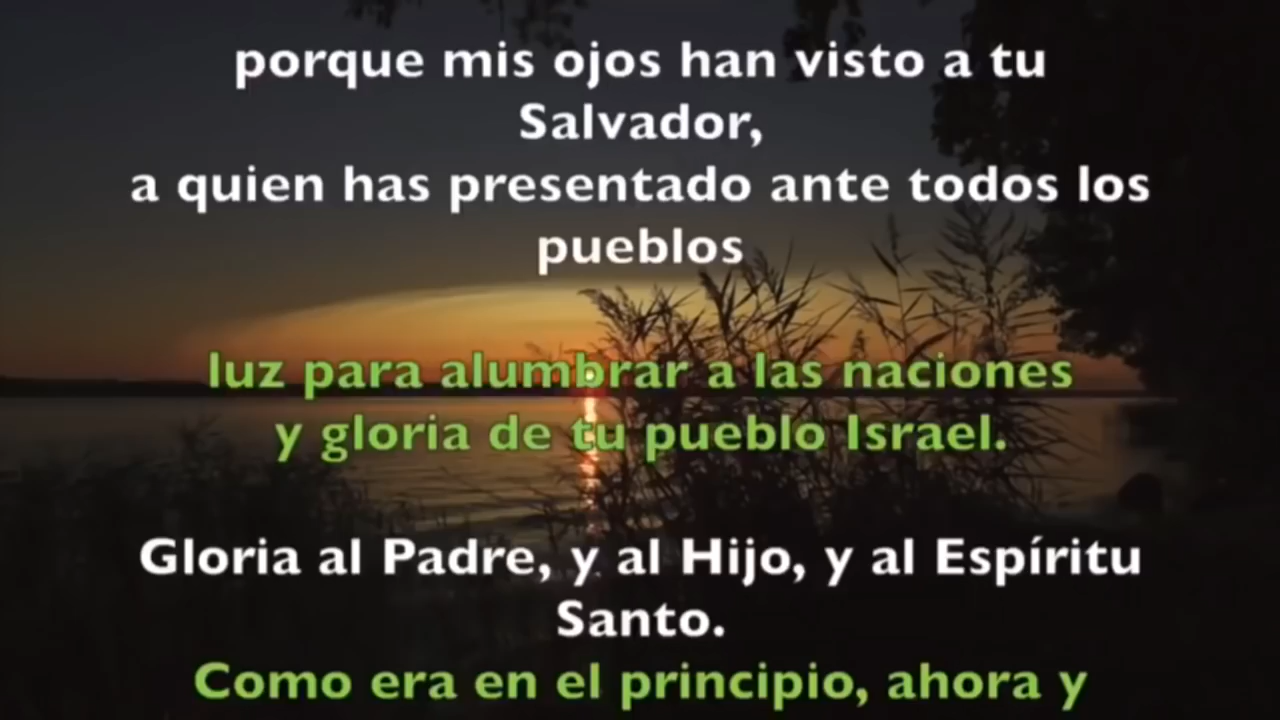 porque mis ojos han visto a tu
Salvador,
a quien has presentado ante todos los
pueblos
luz para alumbrar a las naciones
y gloria de tu pueblo Israel.
Gloria al Padre, y al Hijo, y al Espíritu
Santo.
Como era en el principio, ahora y